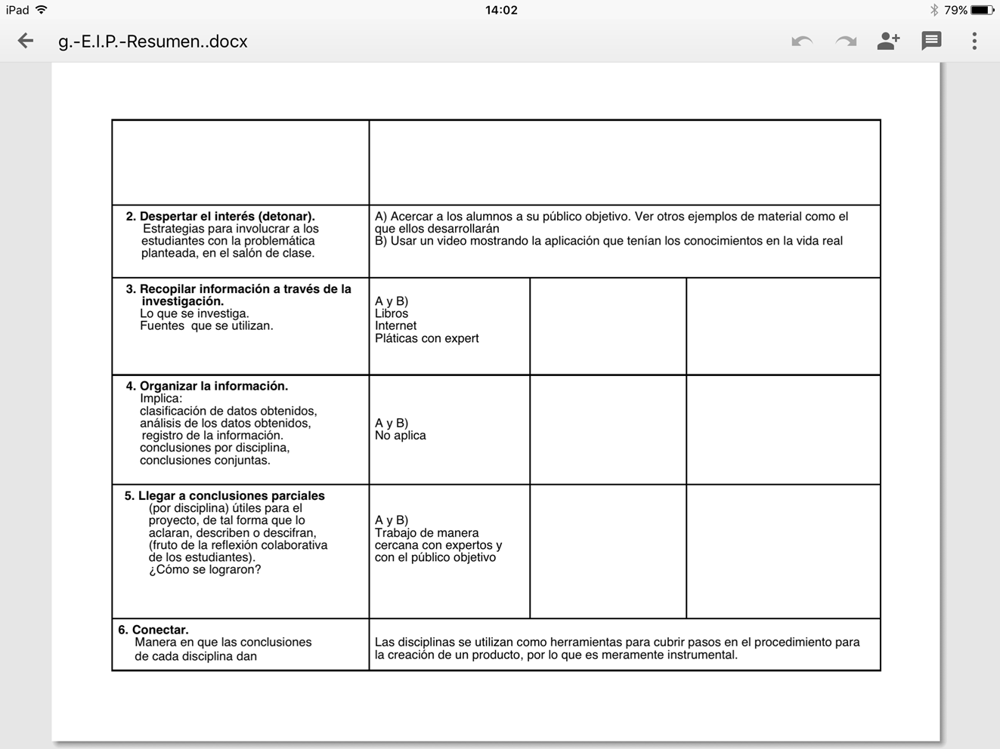 iPad
14:02
79%
g.-E.I.P.-Resumen..docx
2. Despertar el interés (detonar).
Estrategias para involucrar a los
estudiantes con la problemática
planteada, en el salón de clase.
A) Acercar a los alumnos a su público objetivo. Ver otros ejemplos de material como el
que ellos desarrollarán
B) Usar un video mostrando la aplicación que tenían los conocimientos en la vida real
3. Recopilar información a través de la
investigación.
Lo que se investiga.
Fuentes  que se utilizan.
A y B)
Libros
Internet
Pláticas con expert
4. Organizar la información.
Implica:
clasificación de datos obtenidos,
análisis de los datos obtenidos,
registro de la información.
conclusiones por disciplina,
conclusiones conjuntas.
A y B)
No aplica
5. Llegar a conclusiones parciales
(por disciplina) útiles para el
proyecto, de tal forma que lo
aclaran, describen o descifran,
(fruto de la reflexión colaborativa
de los estudiantes).
¿Cómo se lograron?
A y B)
Trabajo de manera
cercana con expertos y
con el público objetivo
6. Conectar.
Manera en que las conclusiones
de cada disciplina dan
Las disciplinas se utilizan como herramientas para cubrir pasos en el procedimiento para
la creación de un producto, por lo que es meramente instrumental.